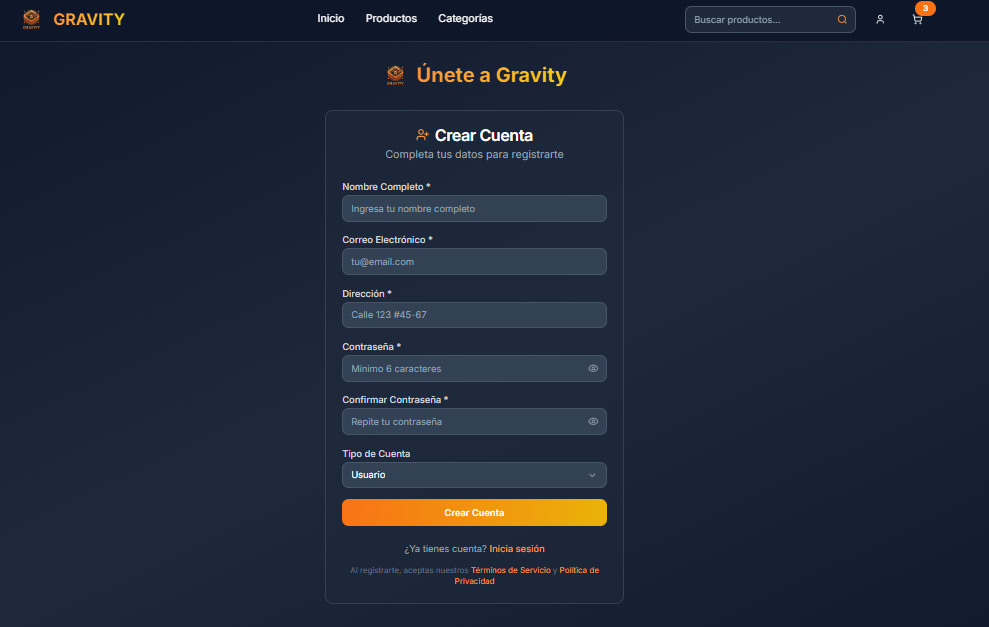 GRAVITY
Inicio
Productos
Categorías
Buscar productos...
3
GRAVITY
Únete a Gravity
Crear Cuenta
Completa tus datos para registrarte
Nombre Completo *
Ingresa tu nombre completo
Correo Electrónico *
tu@email.com
Dirección *
Calle 123 #45-67
Contraseña *
Mínimo 6 caracteres
Confirmar Contraseña *
Repite tu contraseña
Tipo de Cuenta
Usuario
Crear Cuenta
¿Ya tienes cuenta? Inicia sesión
Al registrarte, aceptas nuestros Términos de Servicio y Política de
Privacidad